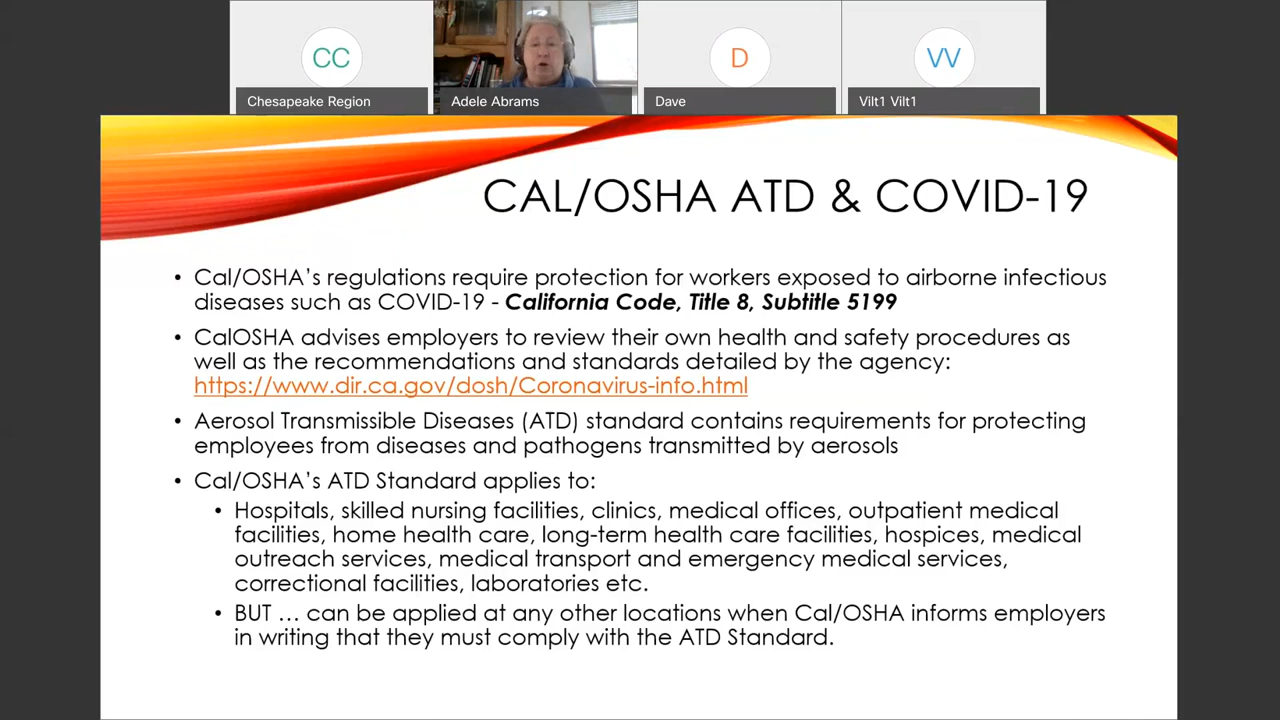 CC
D
VV
Chesapeake Region
Adele Abrams
Dave
Vilt1 Vilt1
CAL/OSHA ATD & COVID-19
• Cal/OSHA's regulations require protection for workers exposed to airborne infectious
diseases such as COVID-19 - California Code, Title 8, Subtitle 5199
• CalOSHA advises employers to review their own health and safety procedures as
well as the recommendations and standards detailed by the agency:
https://www.dir.ca.gov/dosh/Coronavirus-info.html
• Aerosol Transmissible Diseases (ATD) standard contains requirements for protecting
employees from diseases and pathogens transmitted by aerosols
• Cal/OSHA's ATD Standard applies to:
• Hospitals, skilled nursing facilities, clinics, medical offices, outpatient medical
facilities, home health care, long-term health care facilities, hospices, medical
outreach services, medical transport and emergency medical services,
correctional facilities, laboratories etc.
• BUT … can be applied at any other locations when Cal/OSHA informs employers
in writing that they must comply with the ATD Standard.